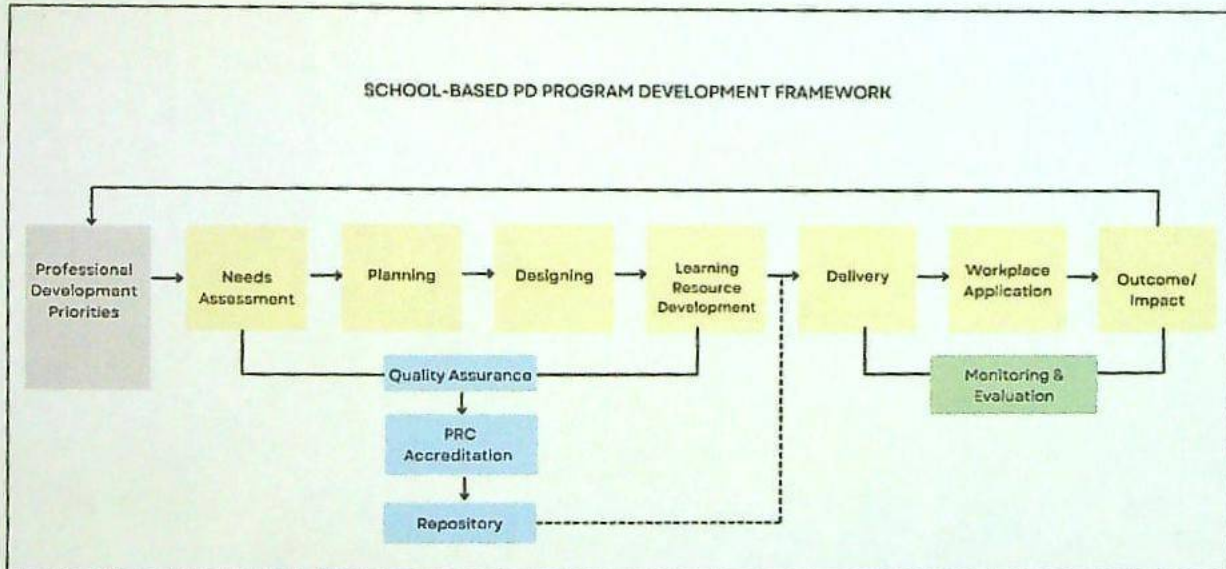 SCHOOL-BASED PD PROGRAM DEVELOPMENT FRAMEWORK
Professional
Development
Priorities
Needs
Assessment
Planning
Designing
Learning
Resource
Development
Delivery
Workplace
Application
Outcome/
Impact
Quality Assurance
PRC
Accreditation
Repository
Monitoring &
Evaluation